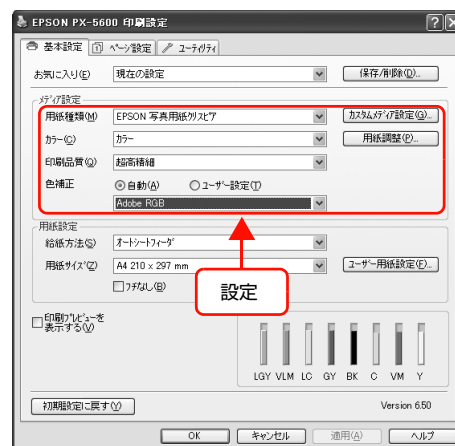 EPSON PX-5600 印刷設定
基本設定 ページ設定 ユーティリティ
お気に入り(E) 現在の設定 保存/削除(D)...
メディア設定
用紙種類(M) EPSON 写真用紙クリスピア カスタムメディア設定(G)...
カラー(C) カラー 用紙調整(P)...
印刷品質(Q) 超高精細
色補正 自動(A) ユーザー設定(T)
Adobe RGB
用紙設定
給紙方法(S) オートシートフィーダ
用紙サイズ(Z) A4 210 x 297 mm ユーザー用紙設定(F)...
フチなし(B)
設定
印刷プレビューを
表示する(V)
LGY VLM LC GY BK C VM Y
初期設定に戻す(Y) Version 6.50
OK キャンセル 適用(A) ヘルプ